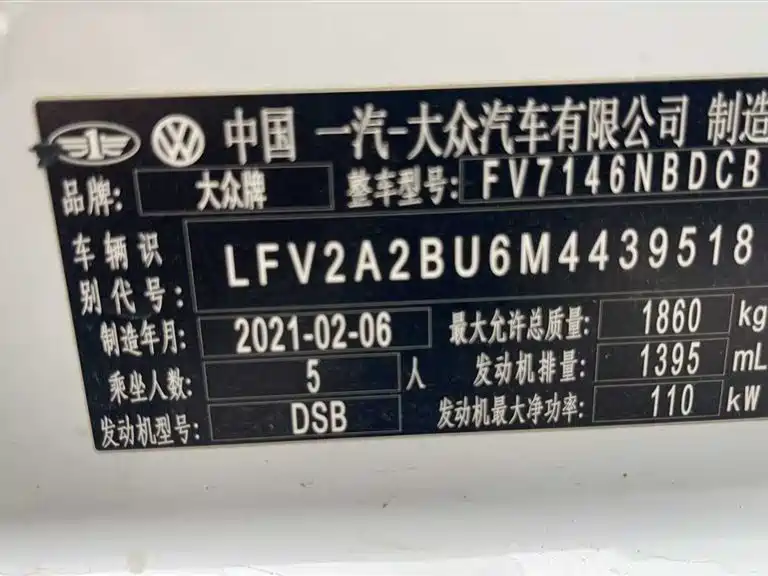 中国 一汽-大众汽车有限公司 制造
品牌: 大众牌 整车型号: FV7146NBDCB
车辆识别代号: LFV2A2BU6M4439518
制造年月: 2021-02-06 最大允许总质量: 1860 kg
乘坐人数: 5 人 发动机排量: 1395 mL
发动机型号: DSB 发动机最大净功率: 110 kW